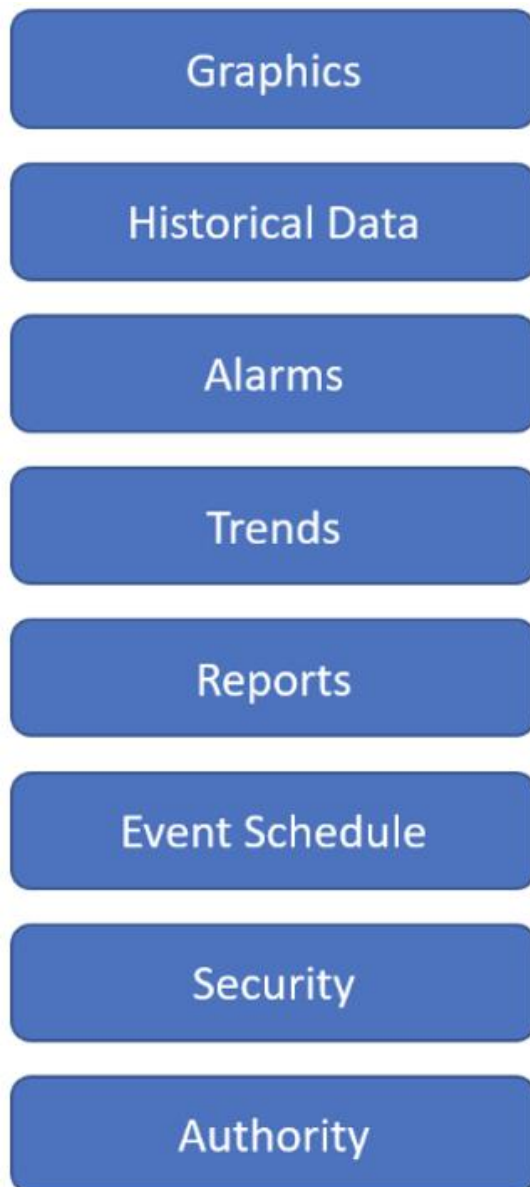 Graphics
Historical Data
Alarms
Trends
Reports
Event Schedule
Security
Authority